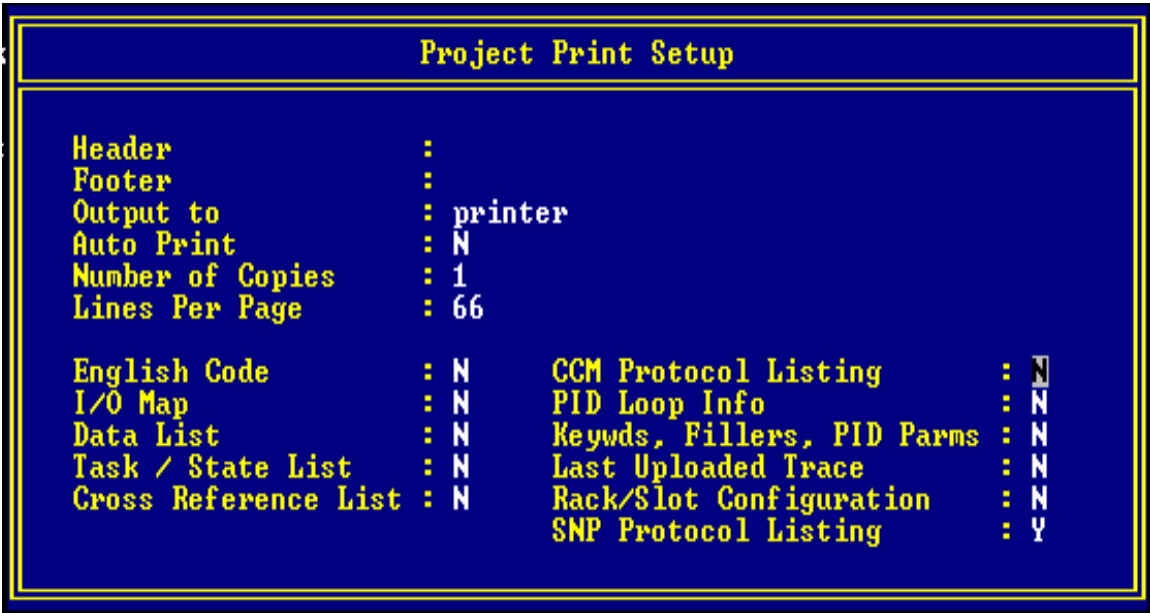 Project Print Setup
Header :
Footer :
Output to : printer
Auto Print : N
Number of Copies : 1
Lines Per Page : 66
English Code : N CCM Protocol Listing : N
I/O Map : N PID Loop Info : N
Data List : N Keywds, Fillers, PID Parms : N
Task / State List : N Last Uploaded Trace : N
Cross Reference List : N Rack/Slot Configuration : N
SNP Protocol Listing : Y